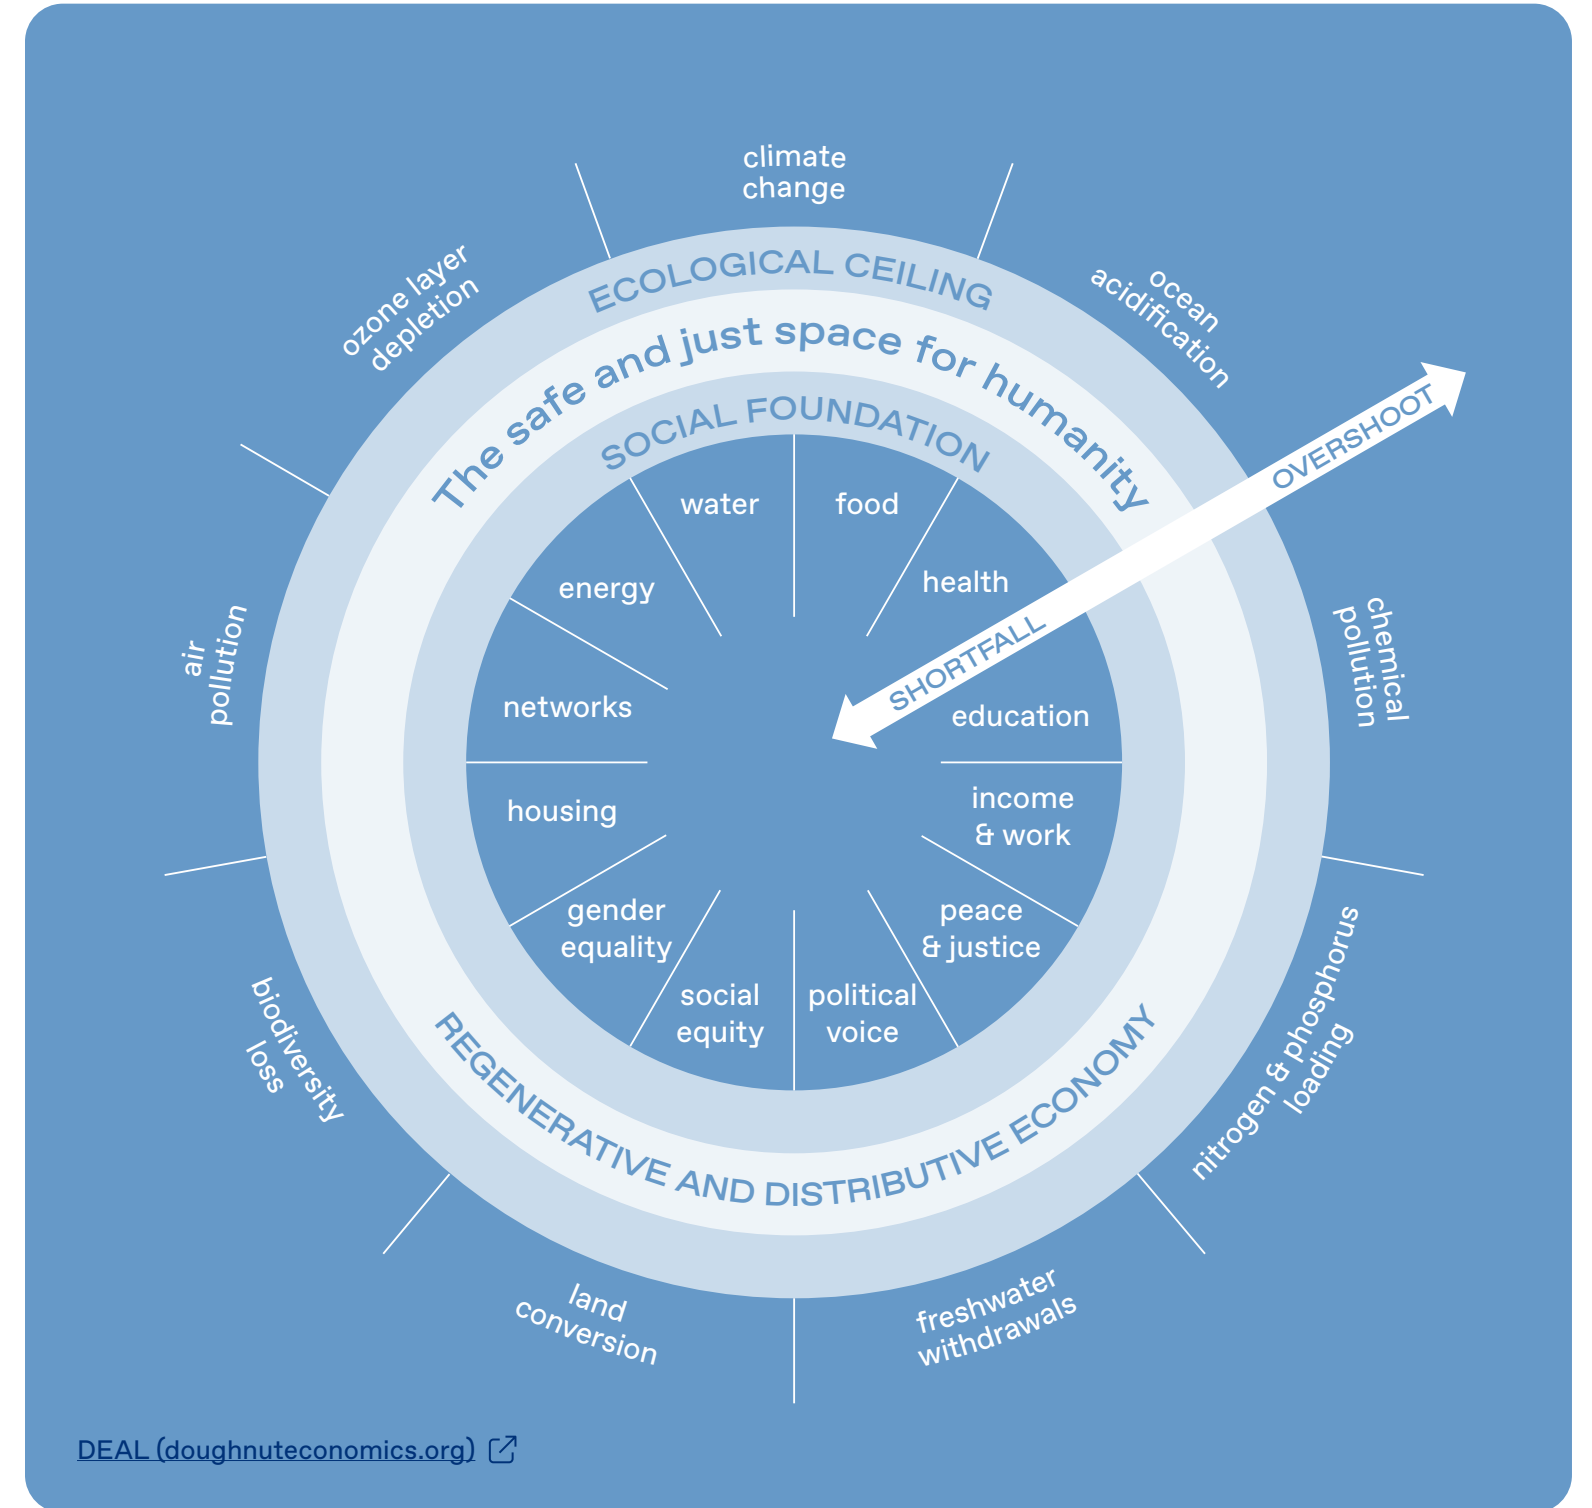 climate
change
ocean
acidification
OVERSHOOT
chemical
pollution
nitrogen & phosphorus
loading
freshwater
withdrawals
land
conversion
biodiversity
loss
air
pollution
ozone layer
depletion
ECOLOGICAL CEILING
The safe and just space for humanity
SOCIAL FOUNDATION
water
food
health
SHORTFALL
education
income
& work
peace
& justice
political
voice
social
equity
gender
equality
housing
networks
energy
REGENERATIVE AND DISTRIBUTIVE ECONOMY
DEAL (doughnuteconomics.org)